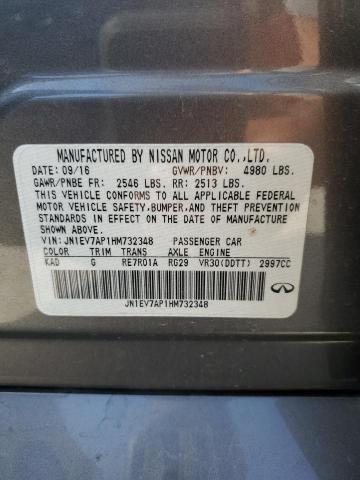 MANUFACTURED BY NISSAN MOTOR CO.,LTD.
DATE: 09/16 GVWR/PNBV: 4980 LBS.
GAWR/PNBE FR: 2546 LBS. RR: 2513 LBS.
THIS VEHICLE CONFORMS TO ALL APPLICABLE FEDERAL
MOTOR VEHICLE SAFETY,BUMPER, AND THEFT PREVENTION
STANDARDS IN EFFECT ON THE DATE OF MANUFACTURE
SHOWN ABOVE.
VIN: JN1EV7AP1HM732348 PASSENGER CAR
COLOR TRIM TRANS AXLE ENGINE
KAD G RE7R01A RG29 VR30(DDTT) 2997CC
JN1EV7AP1HM732348
INFINITI